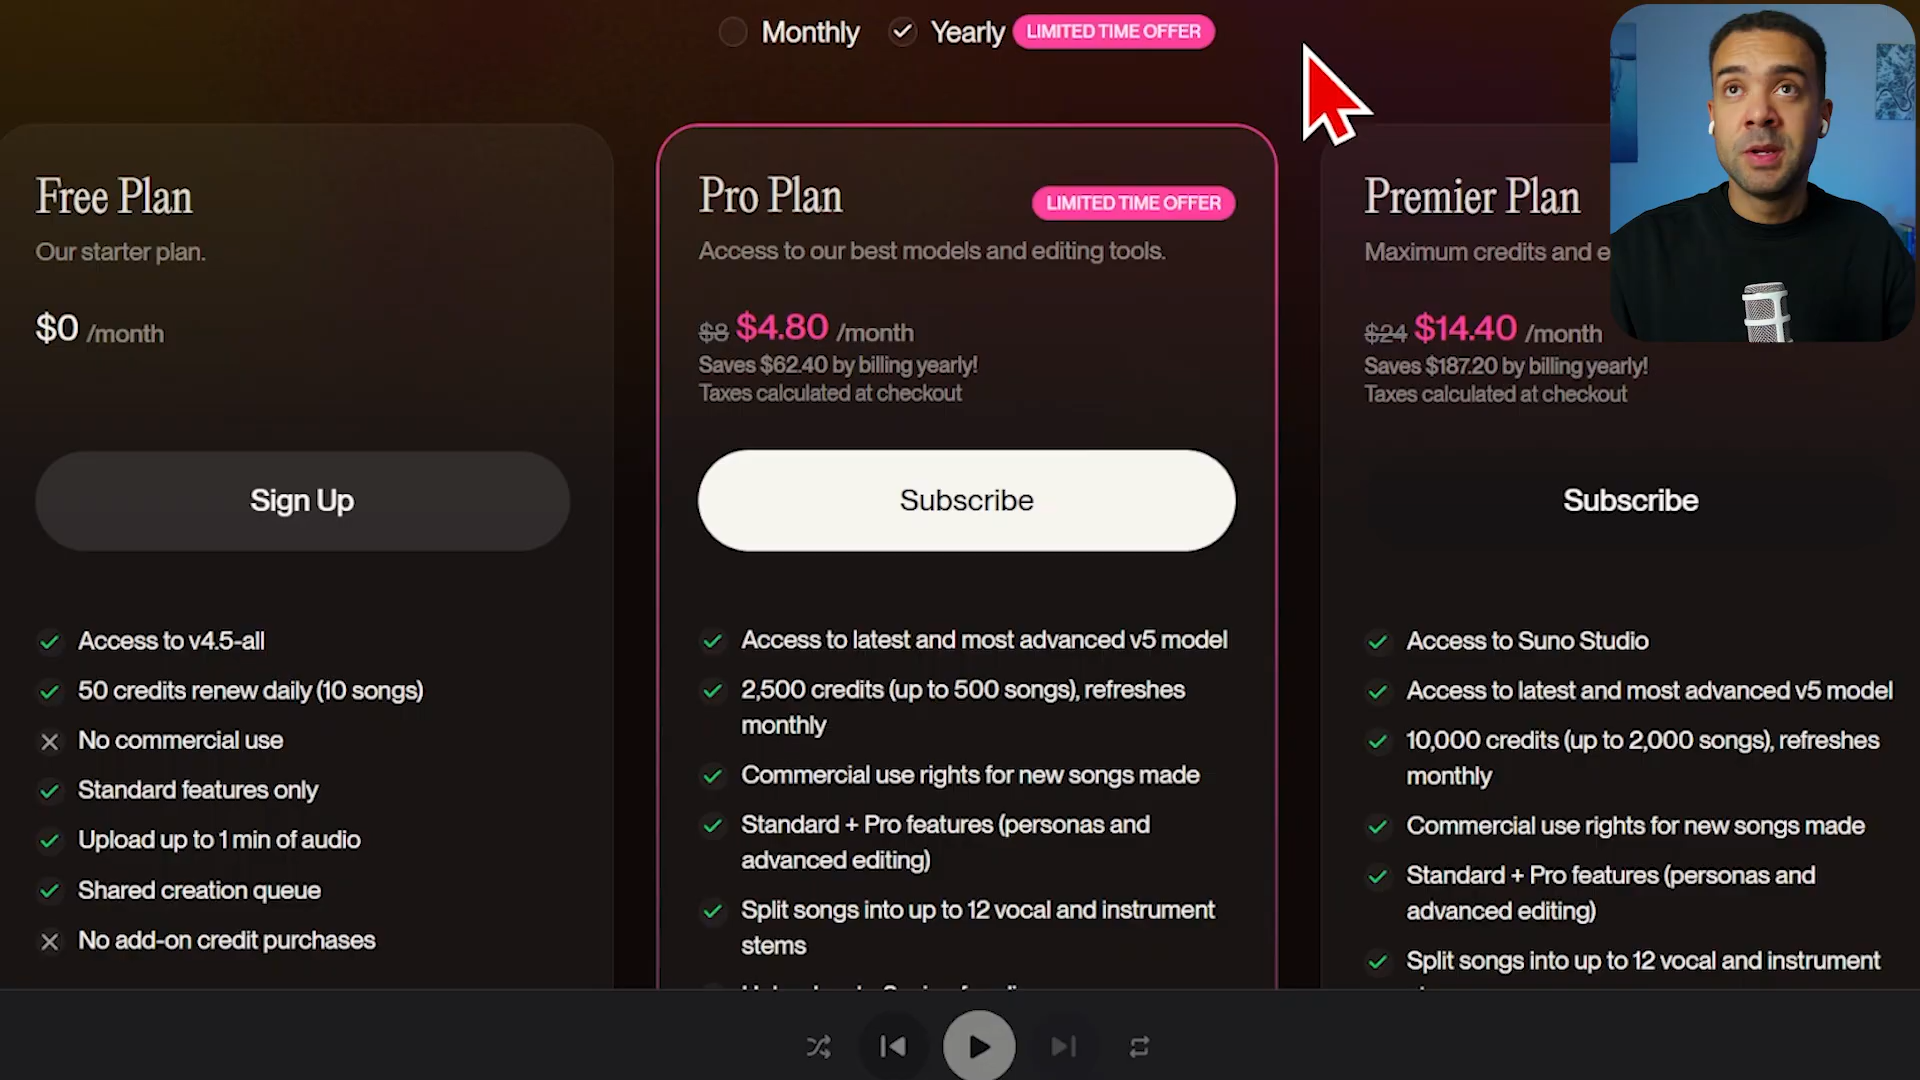 Monthly
Yearly
LIMITED TIME OFFER
Free Plan
Our starter plan.
$0 /month
Sign Up
Access to v4.5-all
50 credits renew daily (10 songs)
No commercial use
Standard features only
Upload up to 1 min of audio
Shared creation queue
No add-on credit purchases
Pro Plan
LIMITED TIME OFFER
Access to our best models and editing tools.
$8 $4.80 /month
Saves $62.40 by billing yearly!
Taxes calculated at checkout
Subscribe
Access to latest and most advanced v5 model
2,500 credits (up to 500 songs), refreshes
monthly
Commercial use rights for new songs made
Standard + Pro features (personas and
advanced editing)
Split songs into up to 12 vocal and instrument
stems
Premier Plan
Maximum credits and
$24 $14.40 /month
Saves $187.20 by billing yearly!
Taxes calculated at checkout
Subscribe
Access to Suno Studio
Access to latest and most advanced v5 model
10,000 credits (up to 2,000 songs), refreshes
monthly
Commercial use rights for new songs made
Standard + Pro features (personas and
advanced editing)
Split songs into up to 12 vocal and instrument